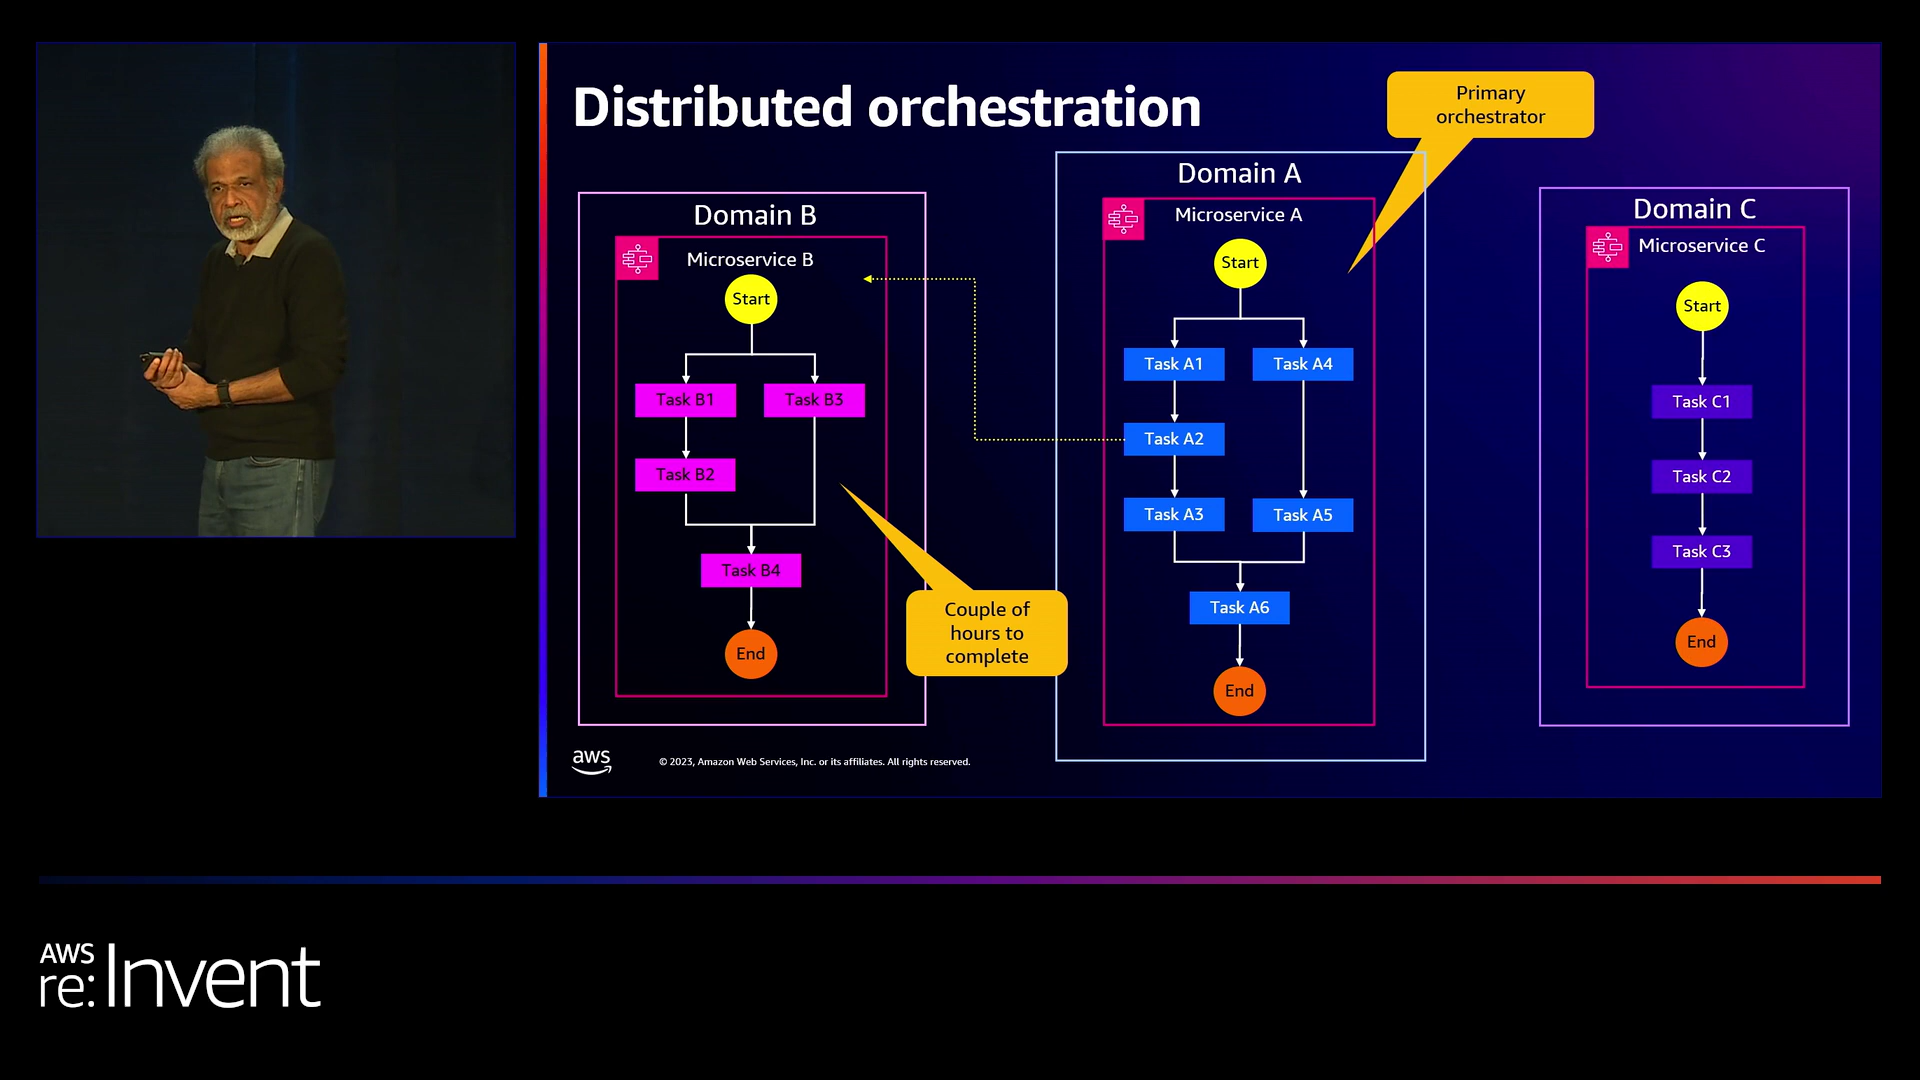 Distributed orchestration
Primary
orchestrator
Domain B
Microservice B
Start
Task B1
Task B3
Task B2
Task B4
End
Couple of
hours to
complete
Domain A
Microservice A
Start
Task A1
Task A4
Task A2
Task A3
Task A5
Task A6
End
Domain C
Microservice C
Start
Task C1
Task C2
Task C3
End
aws
© 2023, Amazon Web Services, Inc. or its affiliates. All rights reserved.
AWS
re:Invent